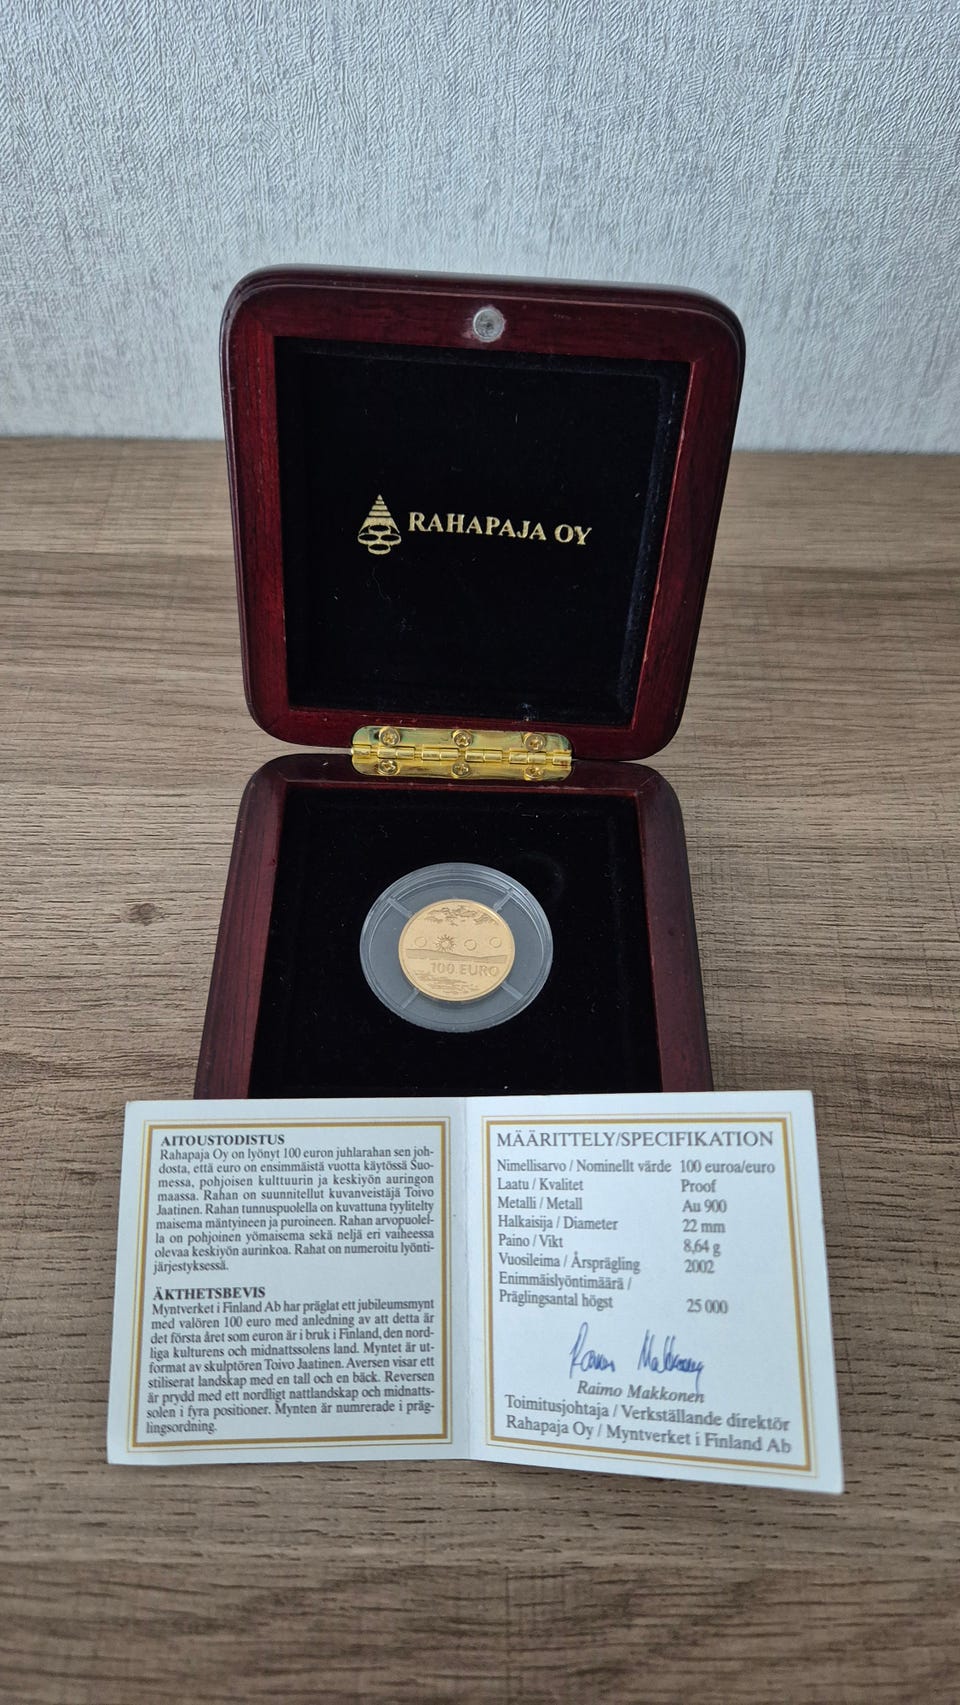 RAHAPAJA OY
100 EURO
AITOUSTODISTUS
Rahapaja Oy on lyönyt 100 euron juhlarahan sen joh-
dosta, että euro on ensimmäistä vuotta käytössä Suo-
messa, pohjoisen kulttuurin ja keskiyön auringon
maassa. Rahan on suunnitellut kuvanveistäjä Toivo
Jaatinen. Rahan tunnuspuolella on kuvattuna tyylitelty
maisema mäntyineen ja puroineen. Rahan arvopuolel-
la on pohjoinen yömaisema sekä neljä eri vaiheessa
olevaa keskiyön aurinkoa. Rahat on numeroitu lyönti-
järjestyksessä.
ÄKTHETSBEVIS
Myntverket i Finland Ab har präglat ett jubileumsmynt
med valören 100 euro med anledning av att detta är
det första året som euron är i bruk i Finland, den nord-
liga kulturens och midnattssolens land. Myntet är ut-
format av skulptören Toivo Jaatinen. Aversen visar ett
stiliserat landskap med en tall och en bäck. Reversen
är prydd med ett nordligt nattlandskap och midnatts-
solen i fyra positioner. Mynten är numrerade i präg-
lingsordning.
MÄÄRITTELY/SPECIFIKATION
Nimellisarvo / Nominellt värde 100 euroa/euro
Laatu / Kvalitet Proof
Metalli / Metall Au 900
Halkaisija / Diameter 22 mm
Paino / Vikt 8,64 g
Vuosileima / Årsprägling 2002
Enimmäislyöntimäärä /
Präglingsantal högst 25 000
Raimo Makkonen
Raimo Makkonen
Toimitusjohtaja / Verkställande direktör
Rahapaja Oy / Myntverket i Finland Ab